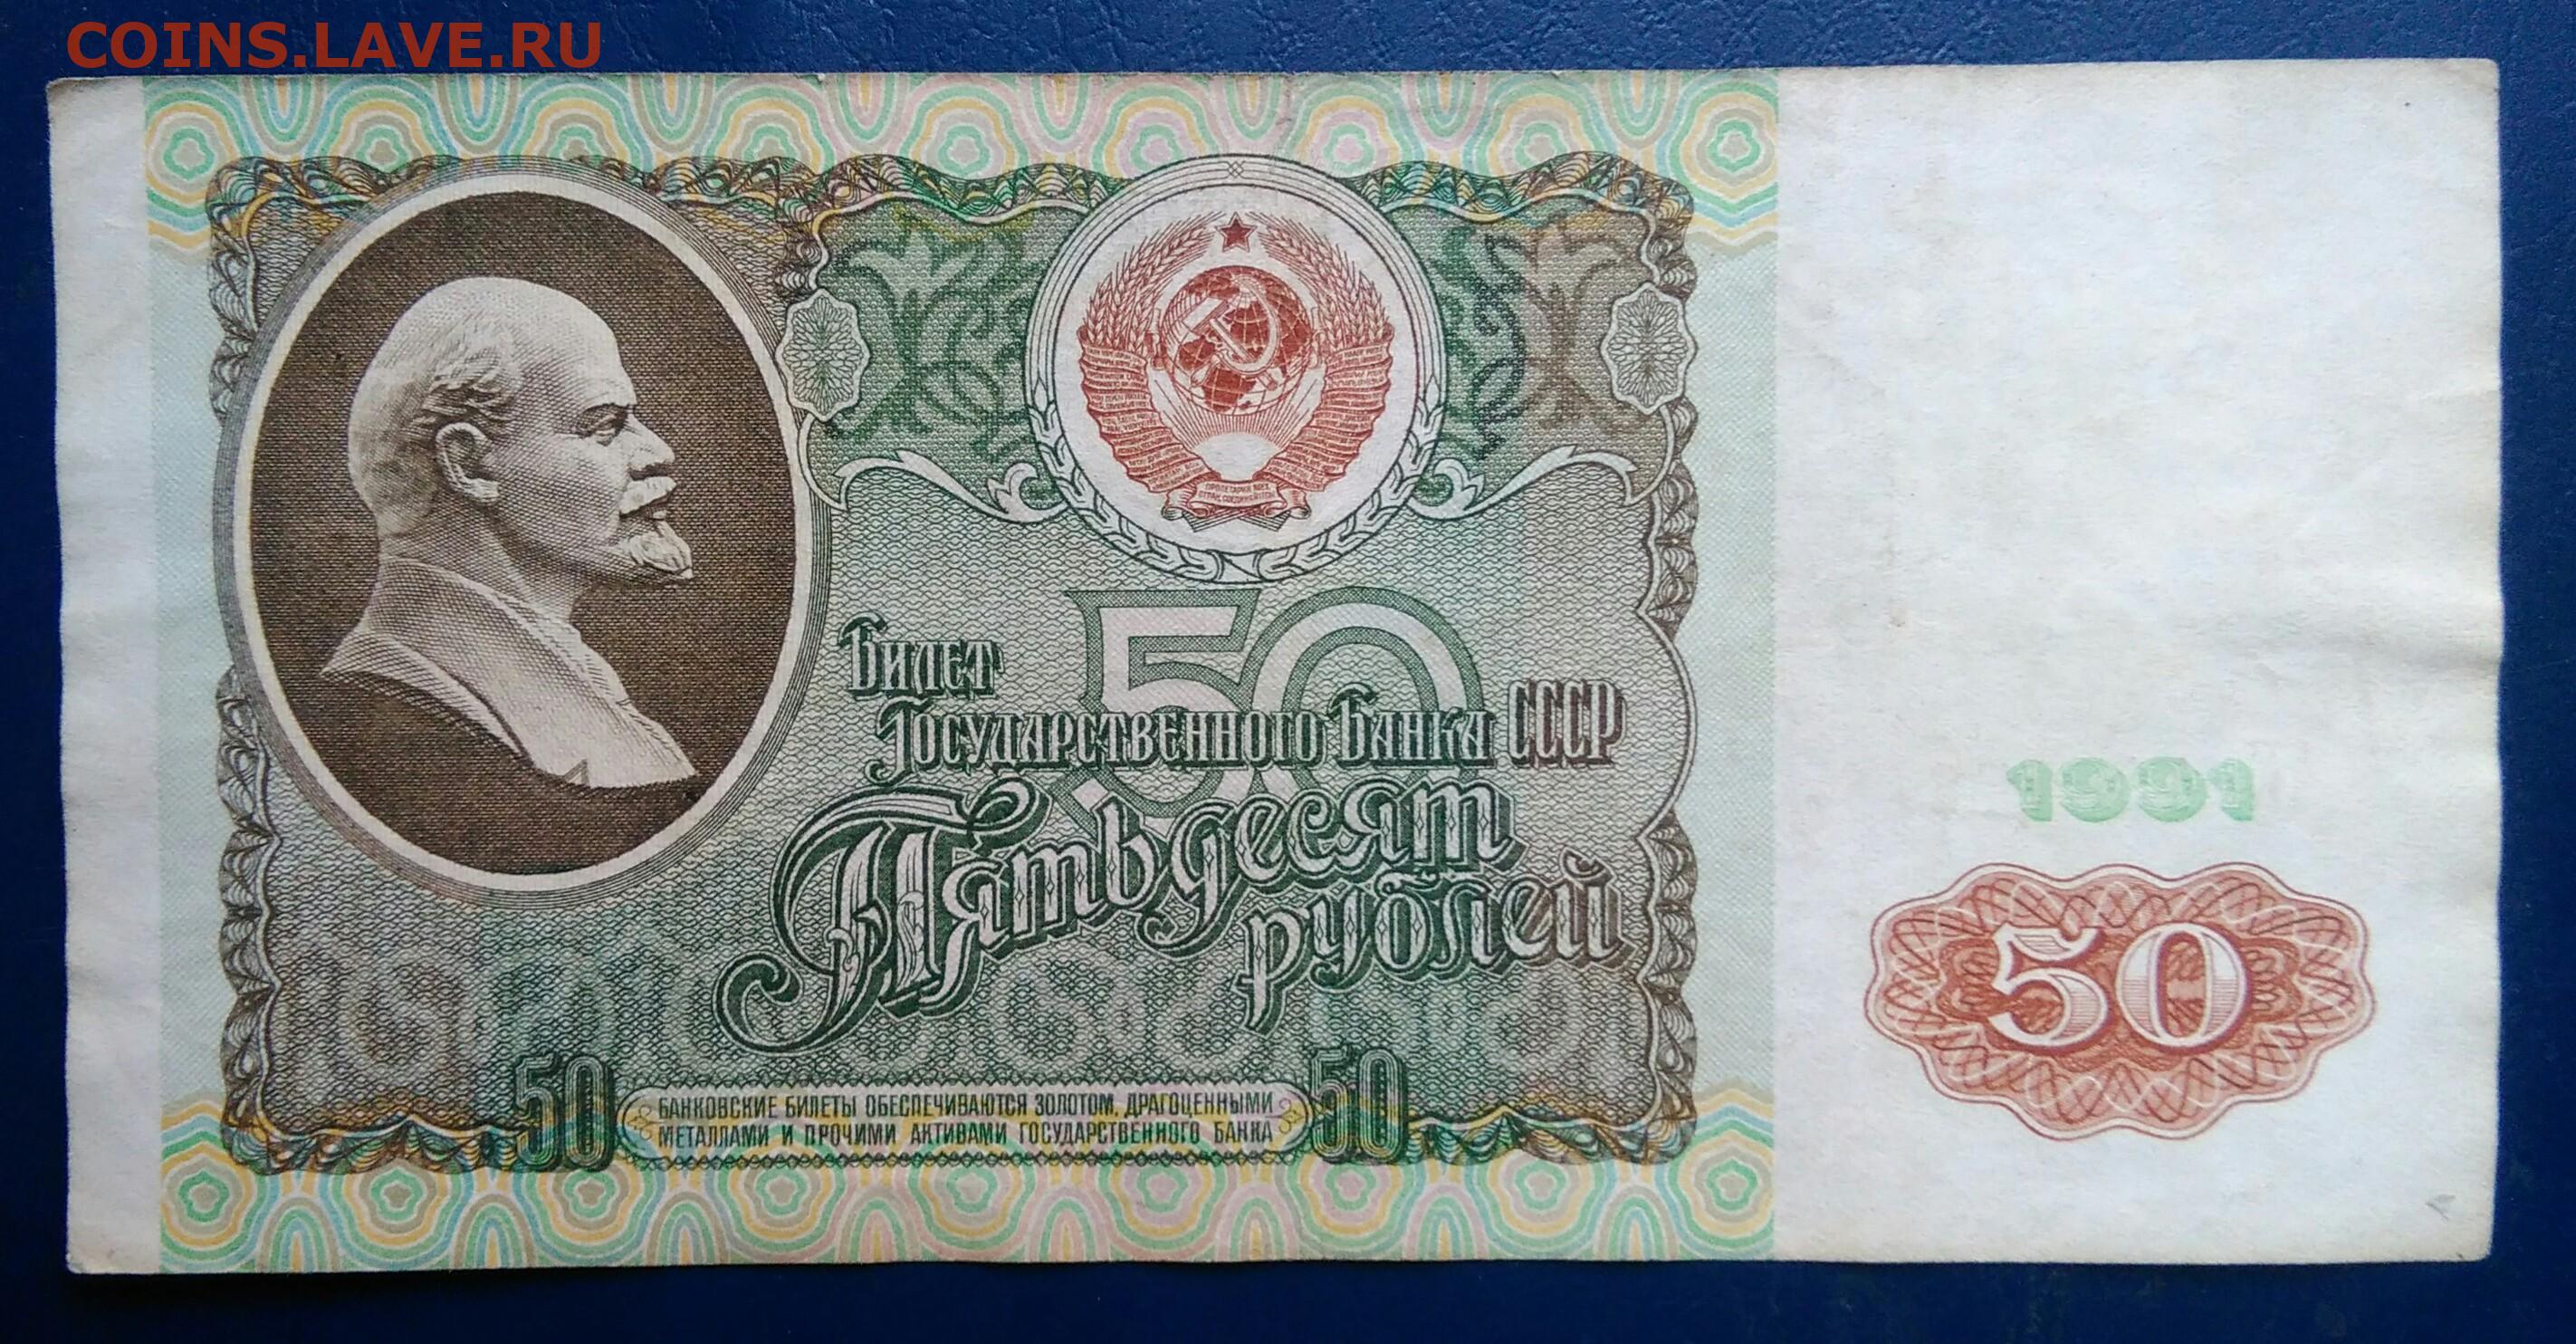 COINS.LAVE.RU
Билет
Государственного Банка СССР
50
Пятьдесят
рублей
1991
50
50
БАНКОВСКИЕ БИЛЕТЫ ОБЕСПЕЧИВАЮТСЯ ЗОЛОТОМ, ДРАГОЦЕННЫМИ
МЕТАЛЛАМИ И ПРОЧИМИ АКТИВАМИ ГОСУДАРСТВЕННОГО БАНКА
50